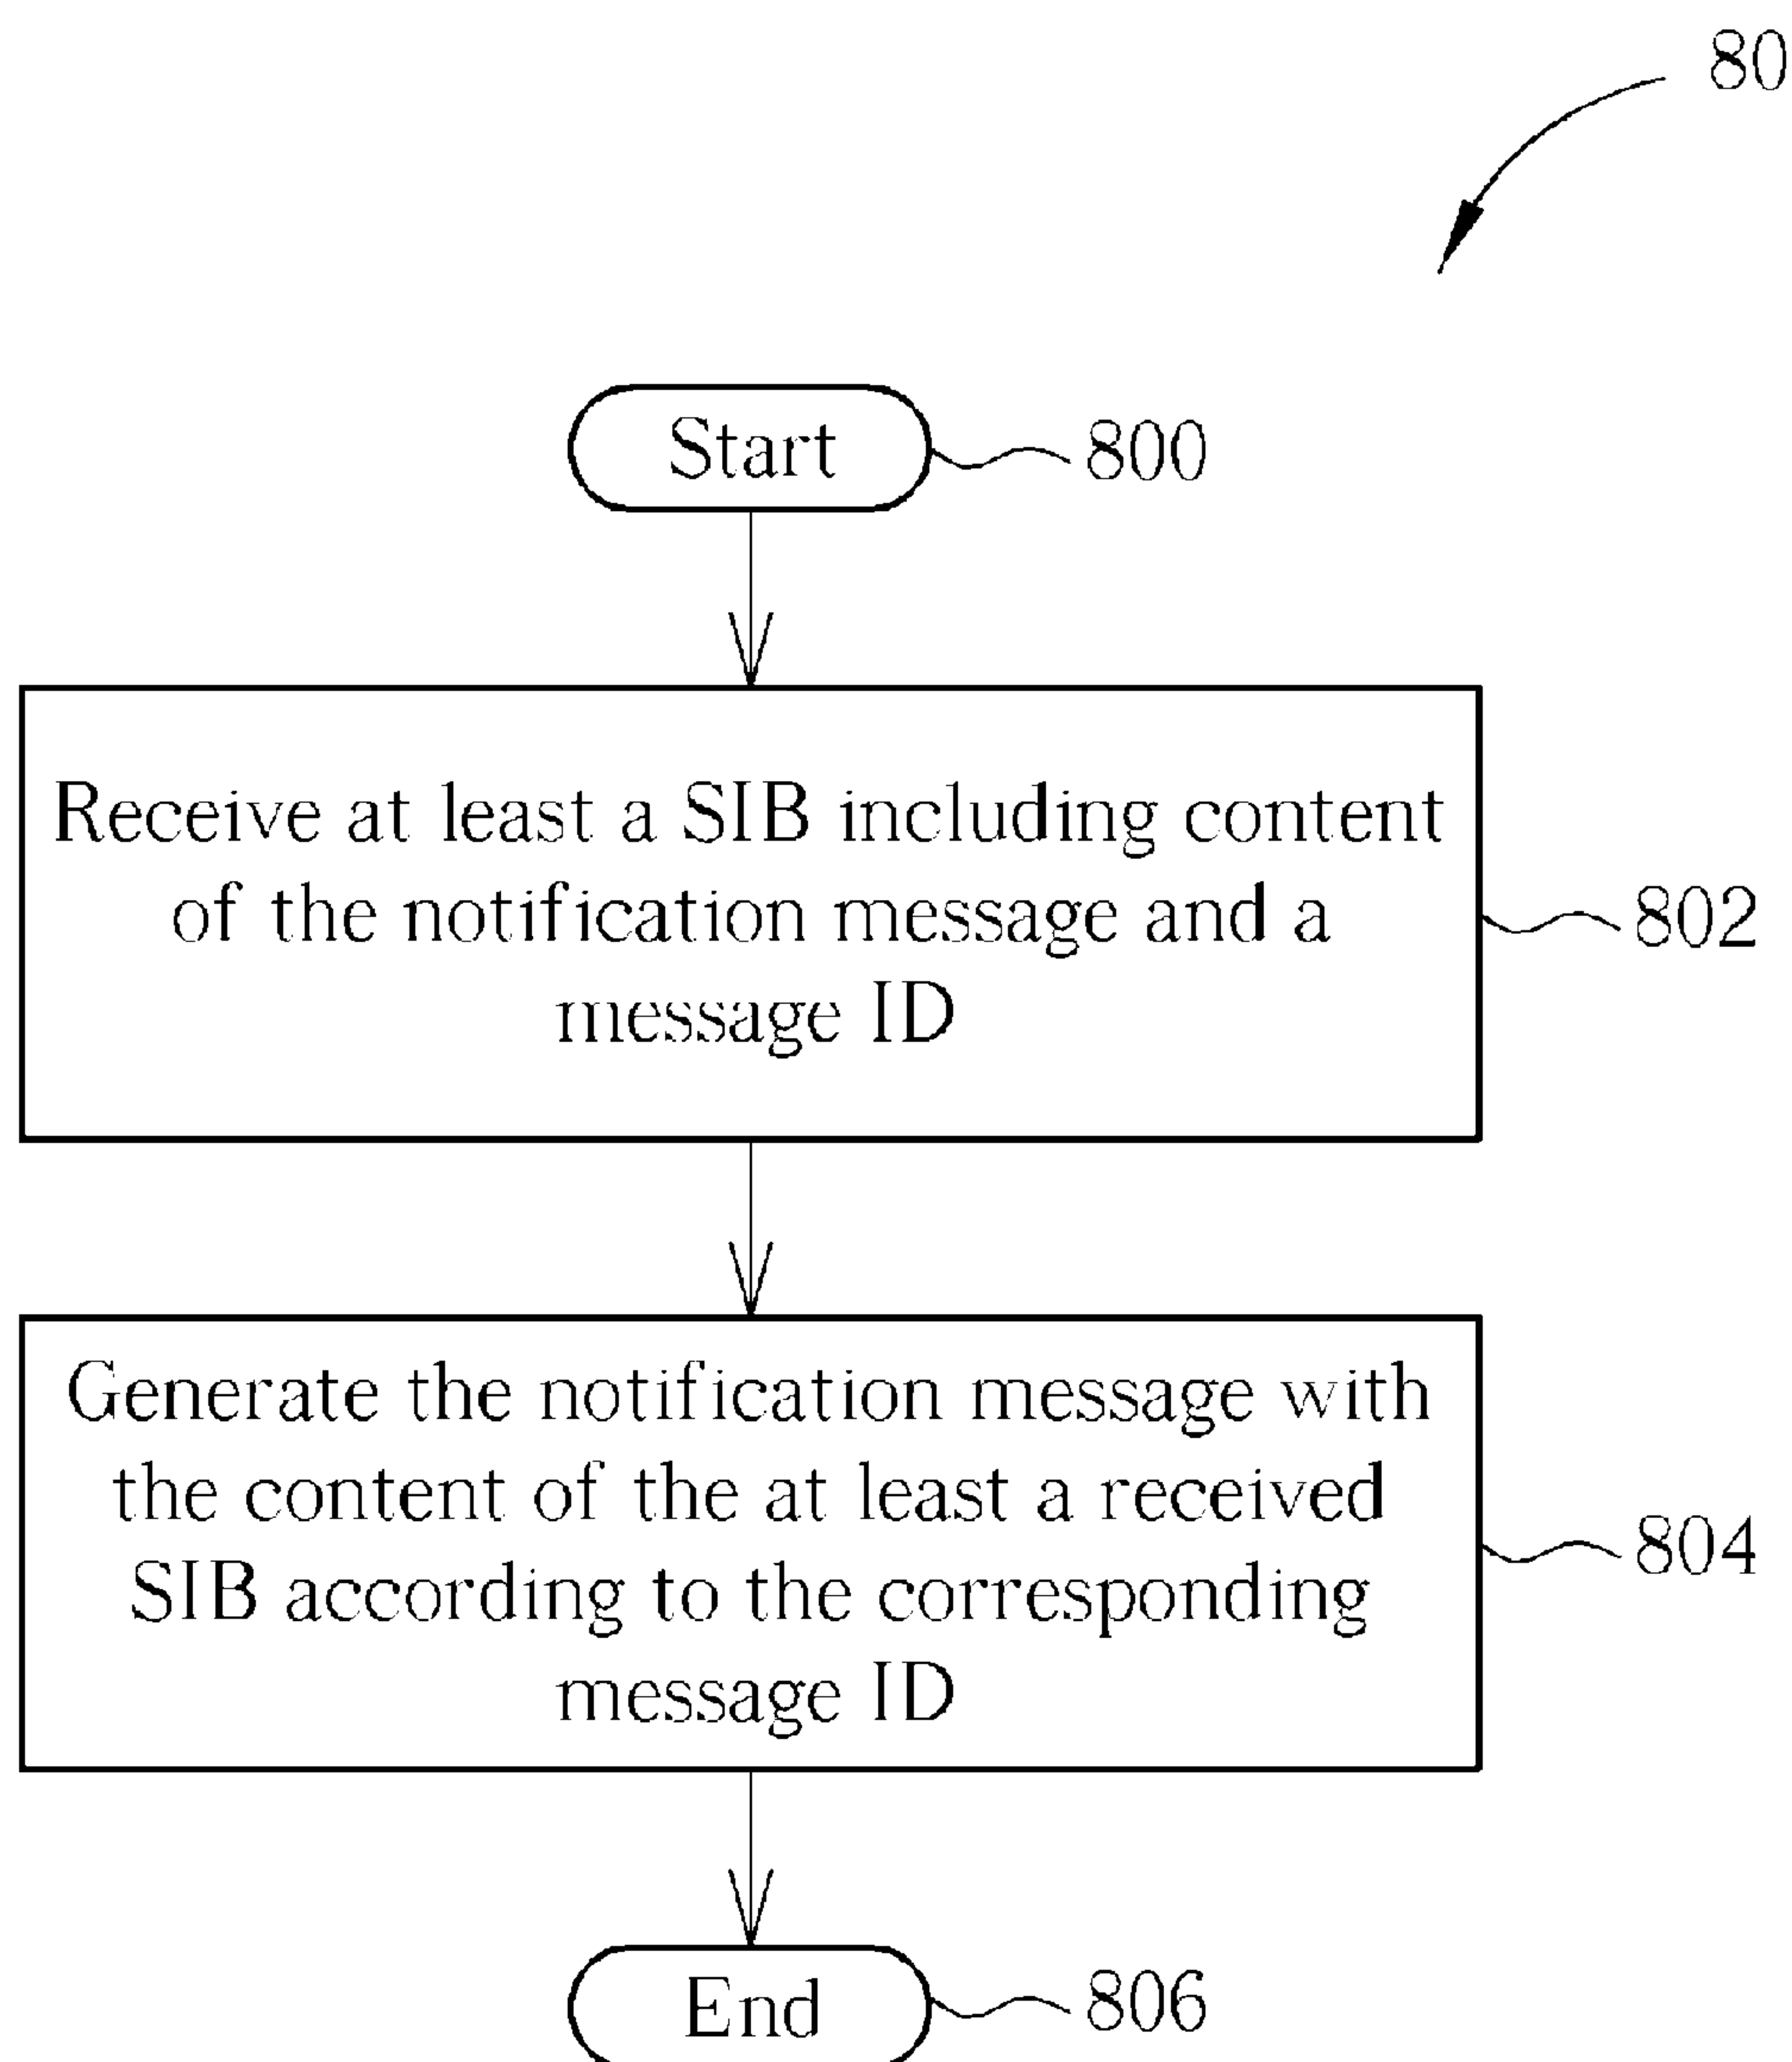 80
Start
800
Receive at least a SIB including content
of the notification message and a
message ID
802
Generate the notification message with
the content of the at least a received
SIB according to the corresponding
message ID
804
End
806